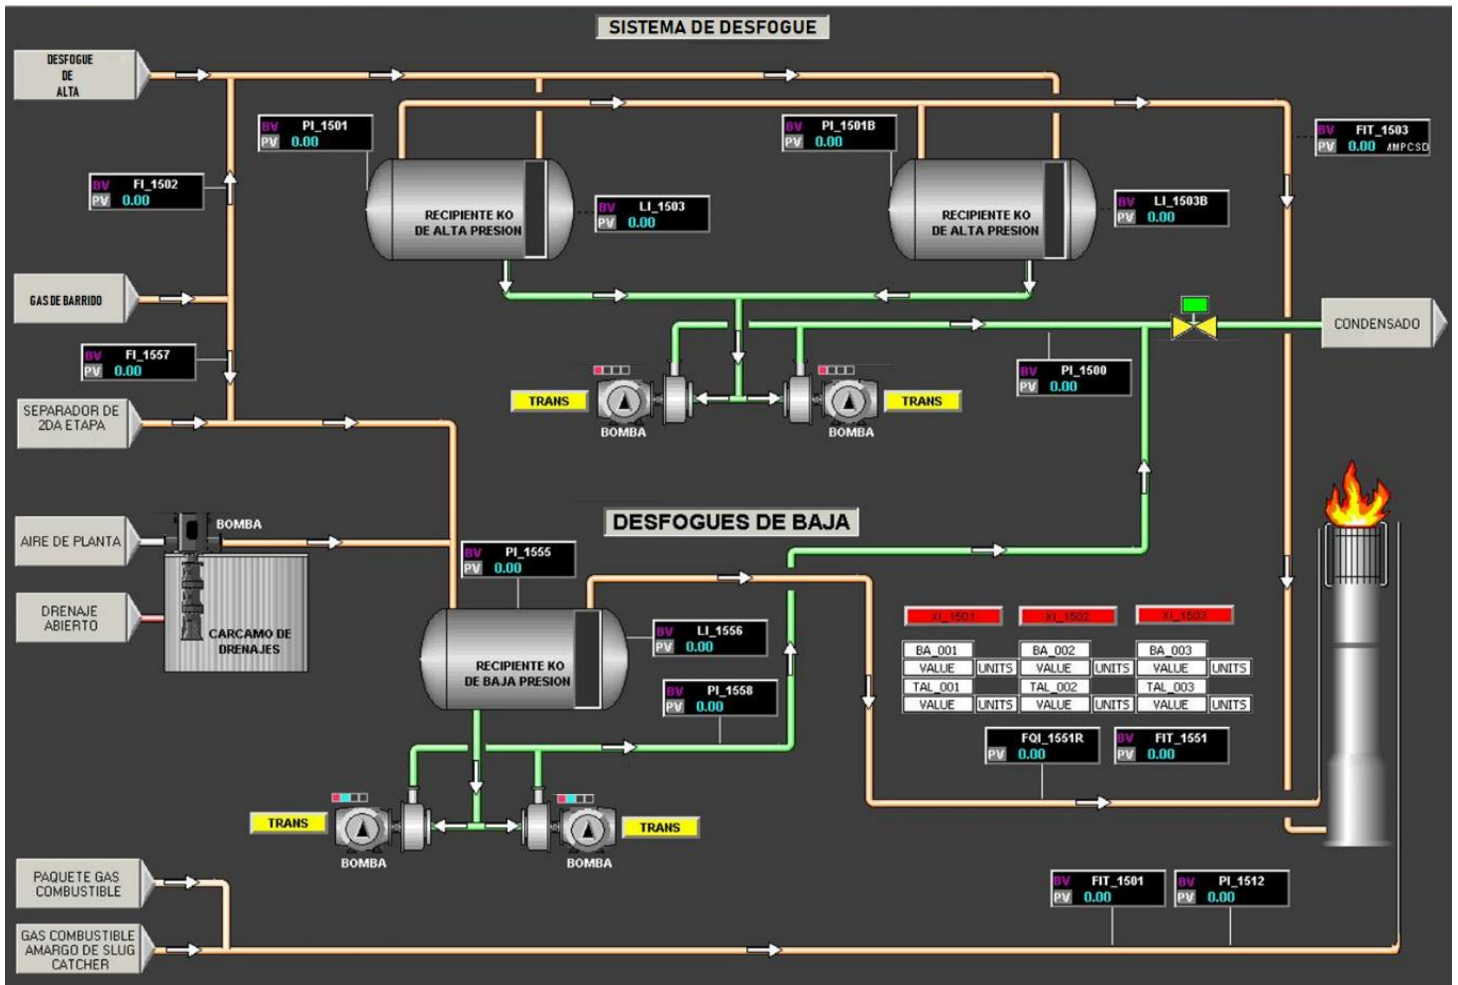 SISTEMA DE DESFOGUE
DESFOGUE
DE
ALTA
BV PI_1501
PV 0.00
BV PI_1501B
PV 0.00
BV FIT_1503
PV 0.00 MMPCSD
BV FI_1502
PV 0.00
BV LI_1503
PV 0.00
BV LI_1503B
PV 0.00
RECIPIENTE KO
DE ALTA PRESION
RECIPIENTE KO
DE ALTA PRESION
GAS DE BARRIDO
CONDENSADO
BV FI_1557
PV 0.00
BV PI_1500
PV 0.00
SEPARADOR DE
2DA ETAPA
TRANS
TRANS
BOMBA
BOMBA
DESFOGUES DE BAJA
AIRE DE PLANTA
BOMBA
BV PI_1555
PV 0.00
DRENAJE
ABIERTO
CARCAMO DE
DRENAJES
RECIPIENTE KO
DE BAJA PRESION
BV LI_1556
PV 0.00
BV PI_1558
PV 0.00
XI_1501 XI_1502 XI_1503
BA_001 BA_002 BA_003
VALUE UNITS VALUE UNITS VALUE UNITS
TAL_001 TAL_002 TAL_003
VALUE UNITS VALUE UNITS VALUE UNITS
FQI_1551R
PV 0.00
BV FIT_1551
PV 0.00
TRANS
TRANS
BOMBA
BOMBA
PAQUETE GAS
COMBUSTIBLE
BV FIT_1501
PV 0.00
BV PI_1512
PV 0.00
GAS COMBUSTIBLE
AMARGO DE SLUG
CATCHER